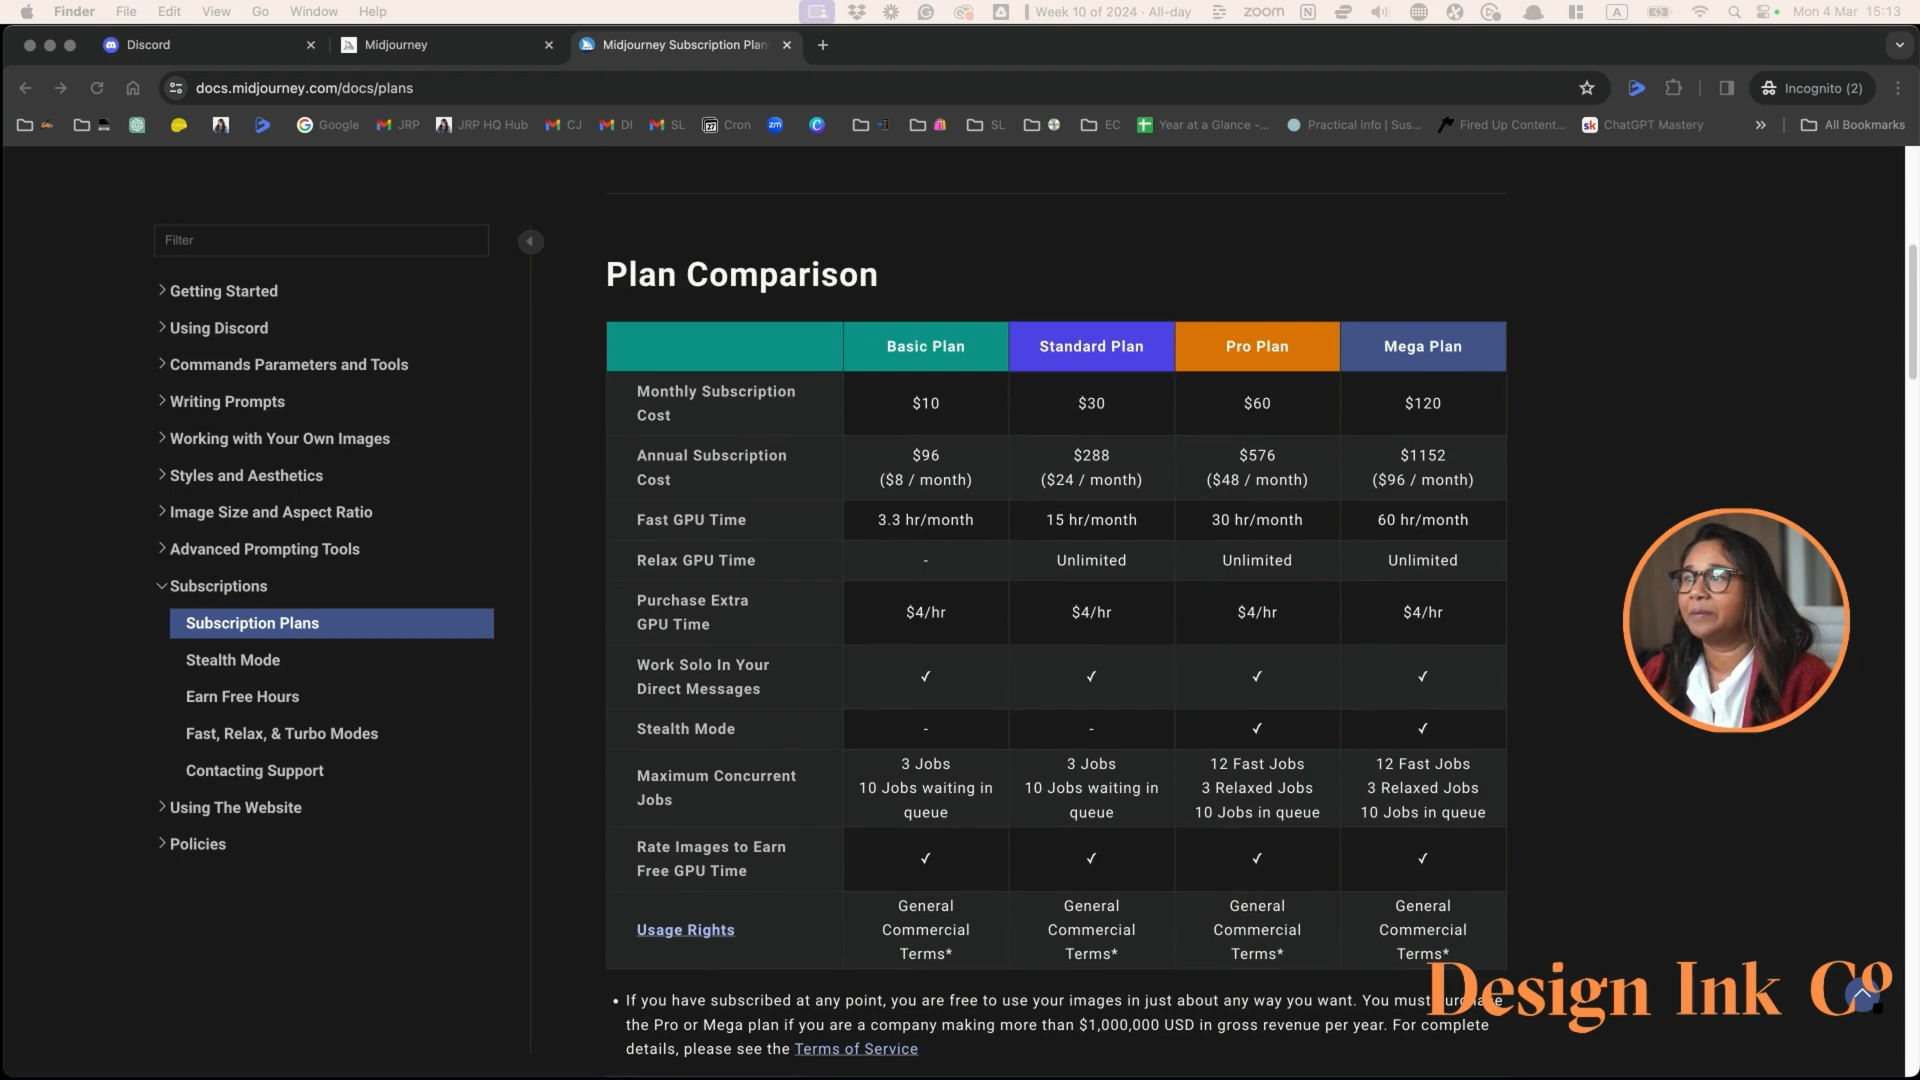 Finder File Edit View Go Window Help
Week 10 of 2024 · All-day
zoom
Mon 4 Mar 15:13
Discord
Midjourney
Midjourney Subscription Plan
docs.midjourney.com/docs/plans
Incognito (2)
Google
JRP
JRP HQ Hub
CJ
DI
SL
Cron
SL
EC
Year at a Glance -...
Practical info | Sus...
Fired Up Content...
ChatGPT Mastery
All Bookmarks
Filter
Getting Started
Using Discord
Commands Parameters and Tools
Writing Prompts
Working with Your Own Images
Styles and Aesthetics
Image Size and Aspect Ratio
Advanced Prompting Tools
Subscriptions
Subscription Plans
Stealth Mode
Earn Free Hours
Fast, Relax, & Turbo Modes
Contacting Support
Using The Website
Policies
Plan Comparison
Basic Plan Standard Plan Pro Plan Mega Plan
Monthly Subscription
Cost
$10 $30 $60 $120
Annual Subscription
Cost
$96 $288 $576 $1152
($8 / month) ($24 / month) ($48 / month) ($96 / month)
Fast GPU Time 3.3 hr/month 15 hr/month 30 hr/month 60 hr/month
Relax GPU Time - Unlimited Unlimited Unlimited
Purchase Extra
GPU Time
$4/hr $4/hr $4/hr $4/hr
Work Solo In Your
Direct Messages
✓ ✓ ✓ ✓
Stealth Mode - - ✓ ✓
Maximum Concurrent
Jobs
3 Jobs 3 Jobs 12 Fast Jobs 12 Fast Jobs
10 Jobs waiting in 10 Jobs waiting in 3 Relaxed Jobs 3 Relaxed Jobs
queue queue 10 Jobs in queue 10 Jobs in queue
Rate Images to Earn
Free GPU Time
✓ ✓ ✓ ✓
Usage Rights
General General General General
Commercial Commercial Commercial Commercial
Terms* Terms* Terms* Terms*
• If you have subscribed at any point, you are free to use your images in just about any way you want. You must purchase
the Pro or Mega plan if you are a company making more than $1,000,000 USD in gross revenue per year. For complete
details, please see the Terms of Service
Design Ink Co